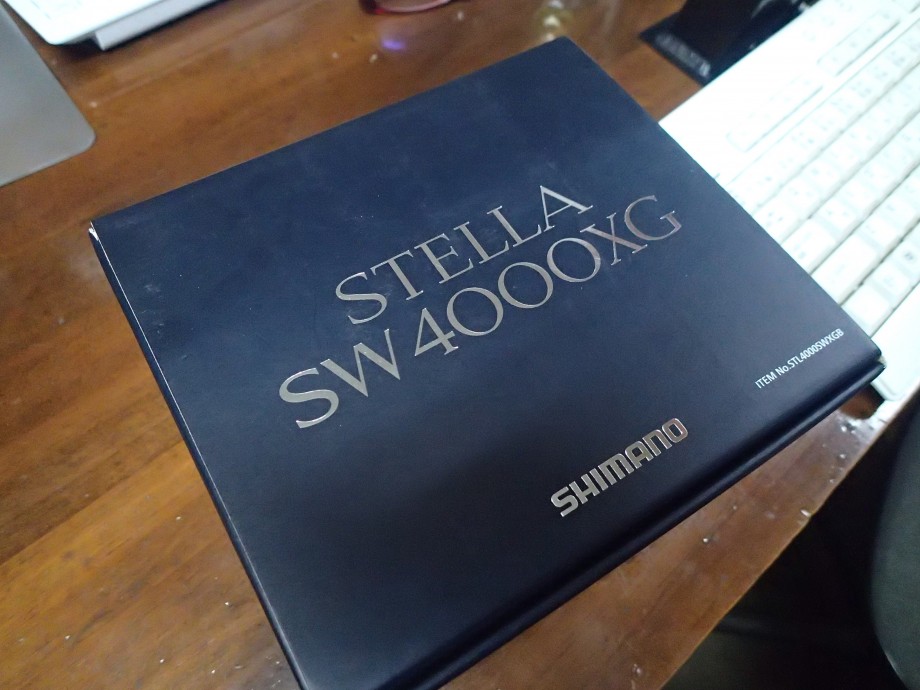 STELLA
SW4000XG
ITEM No.STL4000SWXGB
SHIMANO